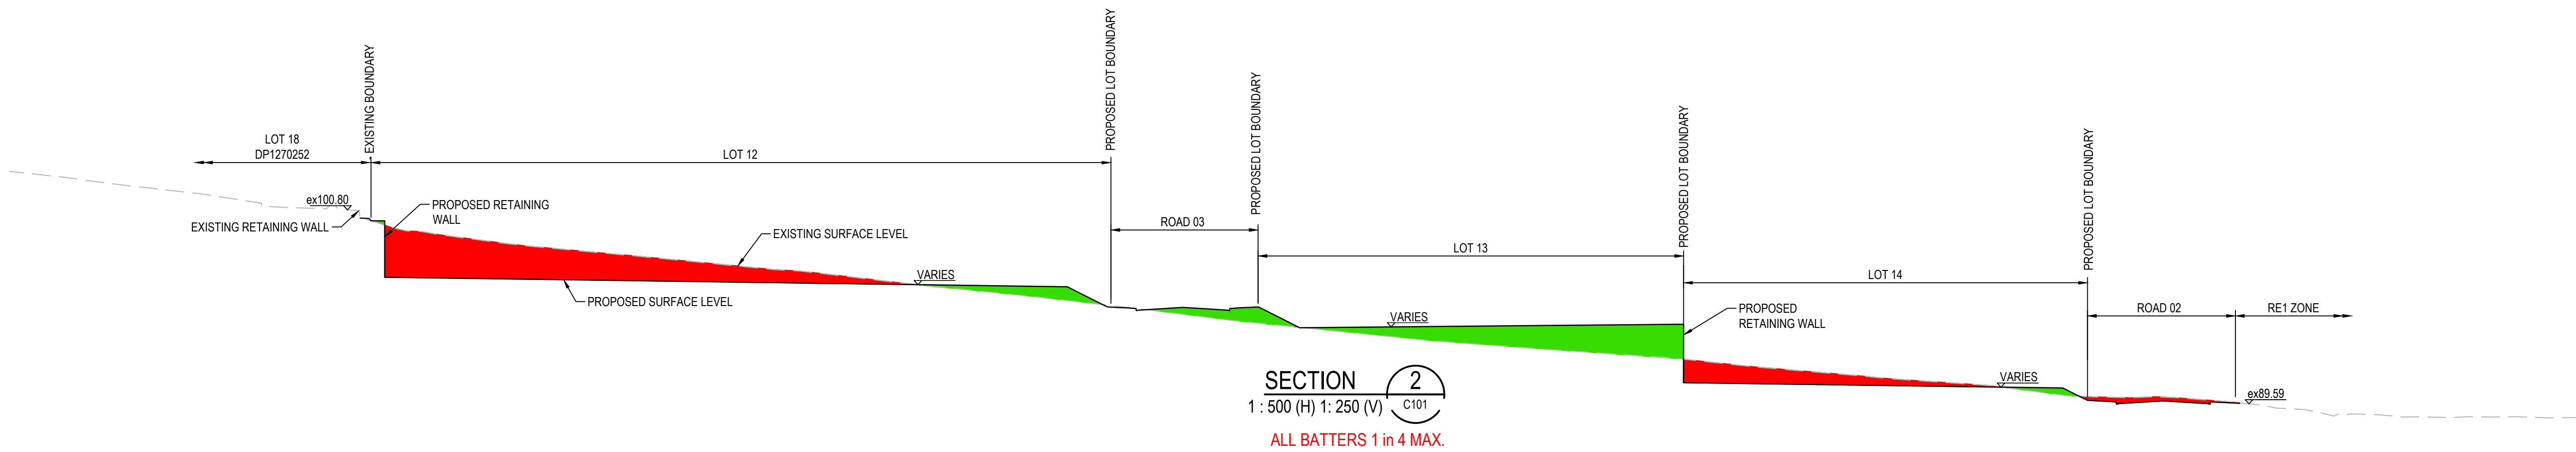 EXISTING BOUNDARY
PROPOSED LOT BOUNDARY
PROPOSED LOT BOUNDARY
PROPOSED LOT BOUNDARY
PROPOSED LOT BOUNDARY
LOT 18
DP1270252
LOT 12
ex100.80
EXISTING RETAINING WALL
PROPOSED RETAINING
WALL
EXISTING SURFACE LEVEL
PROPOSED SURFACE LEVEL
VARIES
ROAD 03
LOT 13
VARIES
LOT 14
PROPOSED
RETAINING WALL
VARIES
ROAD 02
RE1 ZONE
ex89.59
SECTION
2
C101
1 : 500 (H) 1: 250 (V)
ALL BATTERS 1 in 4 MAX.